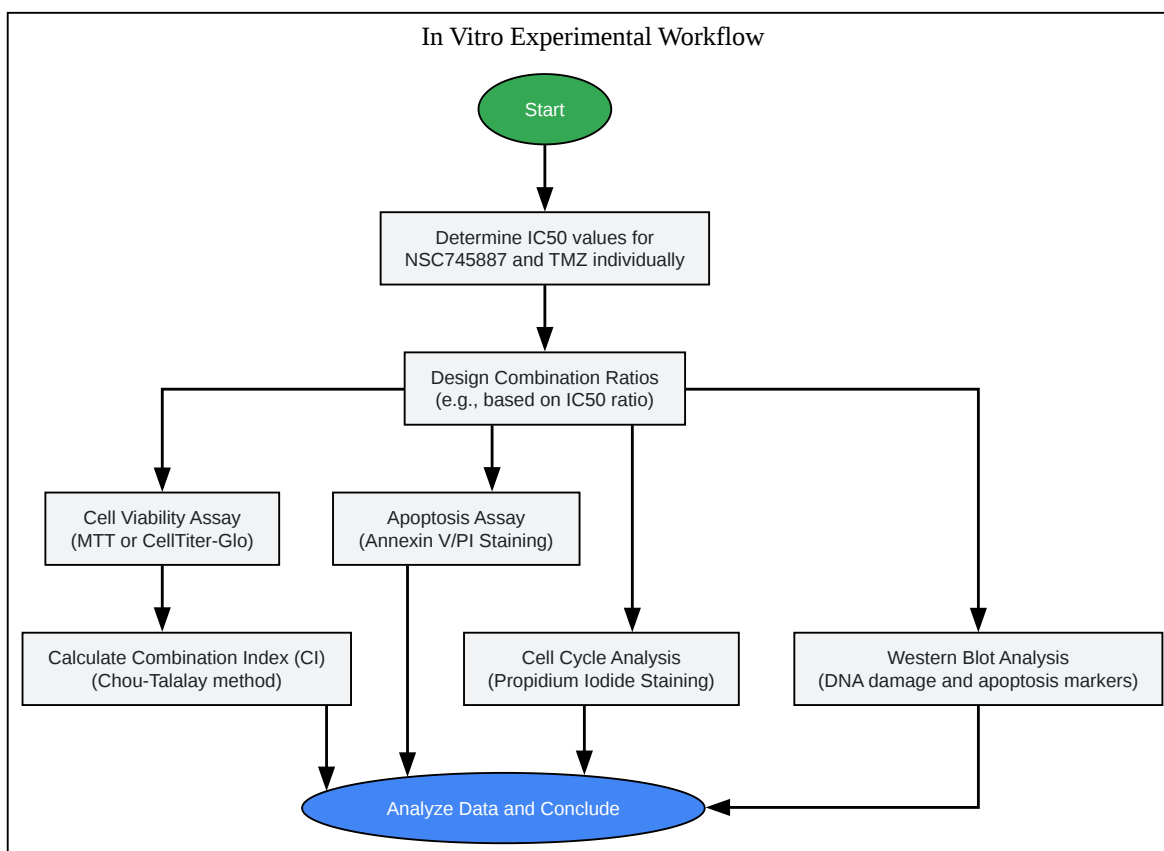 In Vitro Experimental Workflow
Start
Determine IC50 values for
NSC745887 and TMZ individually
Design Combination Ratios
(e.g., based on IC50 ratio)
Cell Viability Assay
(MTT or CellTiter-Glo)
Apoptosis Assay
(Annexin V/PI Staining)
Calculate Combination Index (CI)
(Chou-Talalay method)
Cell Cycle Analysis
(Propidium Iodide Staining)
Western Blot Analysis
(DNA damage and apoptosis markers)
Analyze Data and Conclude